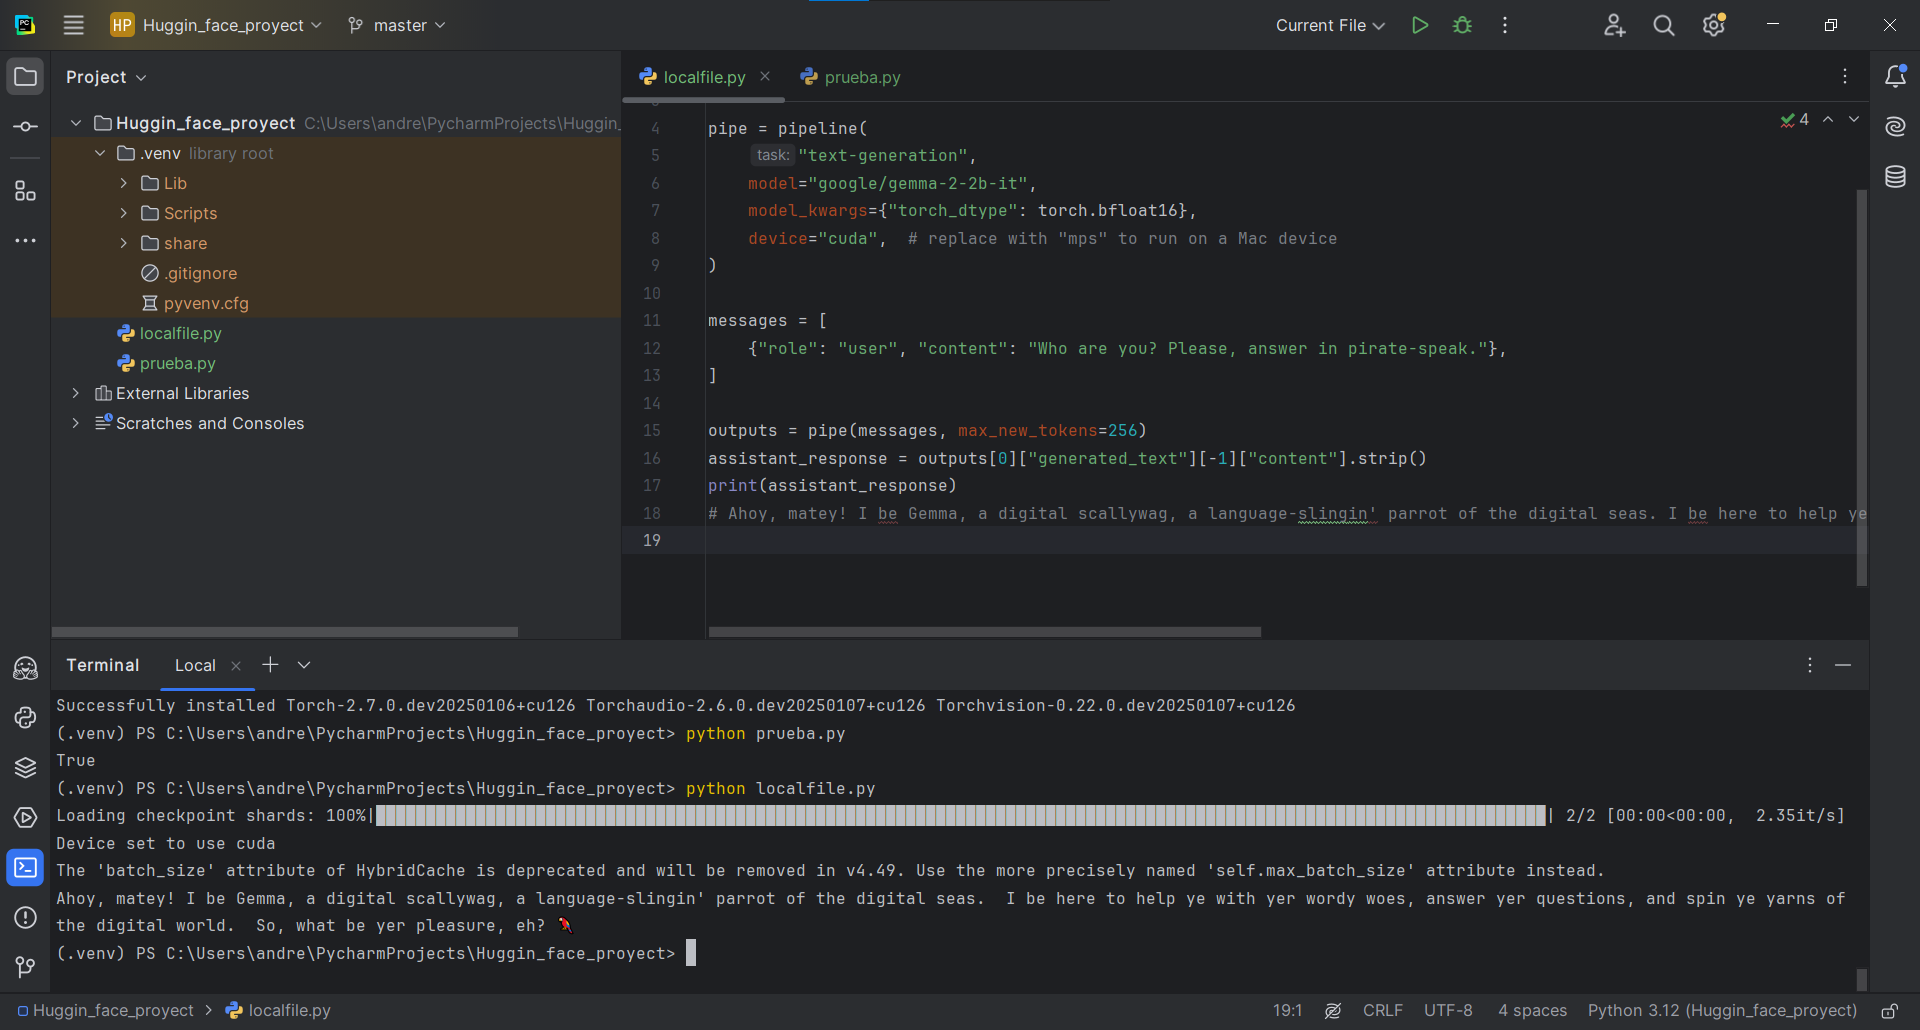 HP Huggin_face_proyect master Current File
Project
localfile.py prueba.py
Huggin_face_proyect C:\Users\andre\PycharmProjects\Huggin_
.venv library root
Lib
Scripts
share
.gitignore
pyvenv.cfg
localfile.py
prueba.py
External Libraries
Scratches and Consoles
4
4 pipe = pipeline(
5 task: "text-generation",
6 model="google/gemma-2-2b-it",
7 model_kwargs={"torch_dtype": torch.bfloat16},
8 device="cuda",  # replace with "mps" to run on a Mac device
9 )
10
11 messages = [
12 {"role": "user", "content": "Who are you? Please, answer in pirate-speak."},
13 ]
14
15 outputs = pipe(messages, max_new_tokens=256)
16 assistant_response = outputs[0]["generated_text"][-1]["content"].strip()
17 print(assistant_response)
18 # Ahoy, matey! I be Gemma, a digital scallywag, a language-slingin' parrot of the digital seas. I be here to help ye
19
Terminal Local
Successfully installed Torch-2.7.0.dev20250106+cu126 Torchaudio-2.6.0.dev20250107+cu126 Torchvision-0.22.0.dev20250107+cu126
(.venv) PS C:\Users\andre\PycharmProjects\Huggin_face_proyect> python prueba.py
True
(.venv) PS C:\Users\andre\PycharmProjects\Huggin_face_proyect> python localfile.py
Loading checkpoint shards: 100%| | 2/2 [00:00<00:00,  2.35it/s]
Device set to use cuda
The 'batch_size' attribute of HybridCache is deprecated and will be removed in v4.49. Use the more precisely named 'self.max_batch_size' attribute instead.
Ahoy, matey! I be Gemma, a digital scallywag, a language-slingin' parrot of the digital seas.  I be here to help ye with yer wordy woes, answer yer questions, and spin ye yarns of
the digital world.  So, what be yer pleasure, eh? 🦜
(.venv) PS C:\Users\andre\PycharmProjects\Huggin_face_proyect>
Huggin_face_proyect > localfile.py 19:1 CRLF UTF-8 4 spaces Python 3.12 (Huggin_face_proyect)